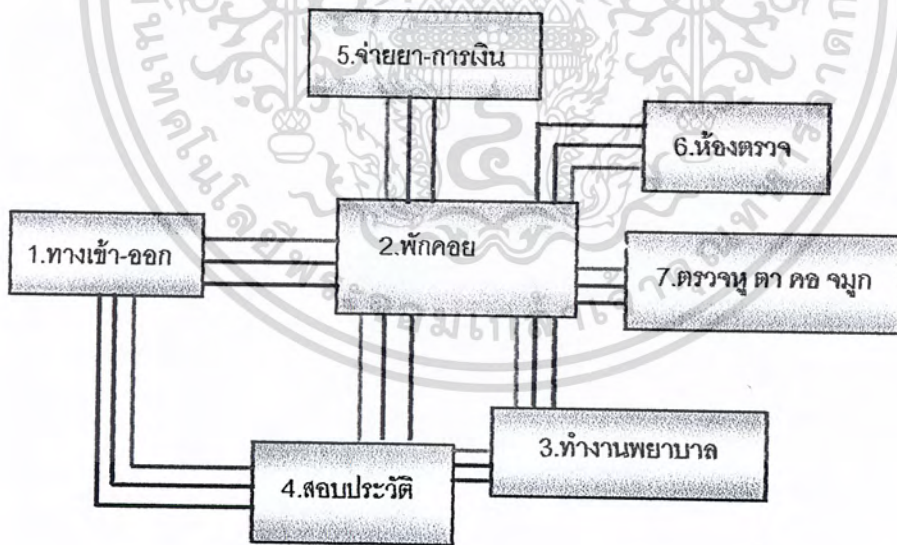 5.จ่ายยา-การเงิน
6.ห้องตรวจ
1.ทางเข้า-ออก
2.พักคอย
7.ตรวจหู ตา คอ จมูก
3.ทำงานพยาบาล
4.สอบประวัติ